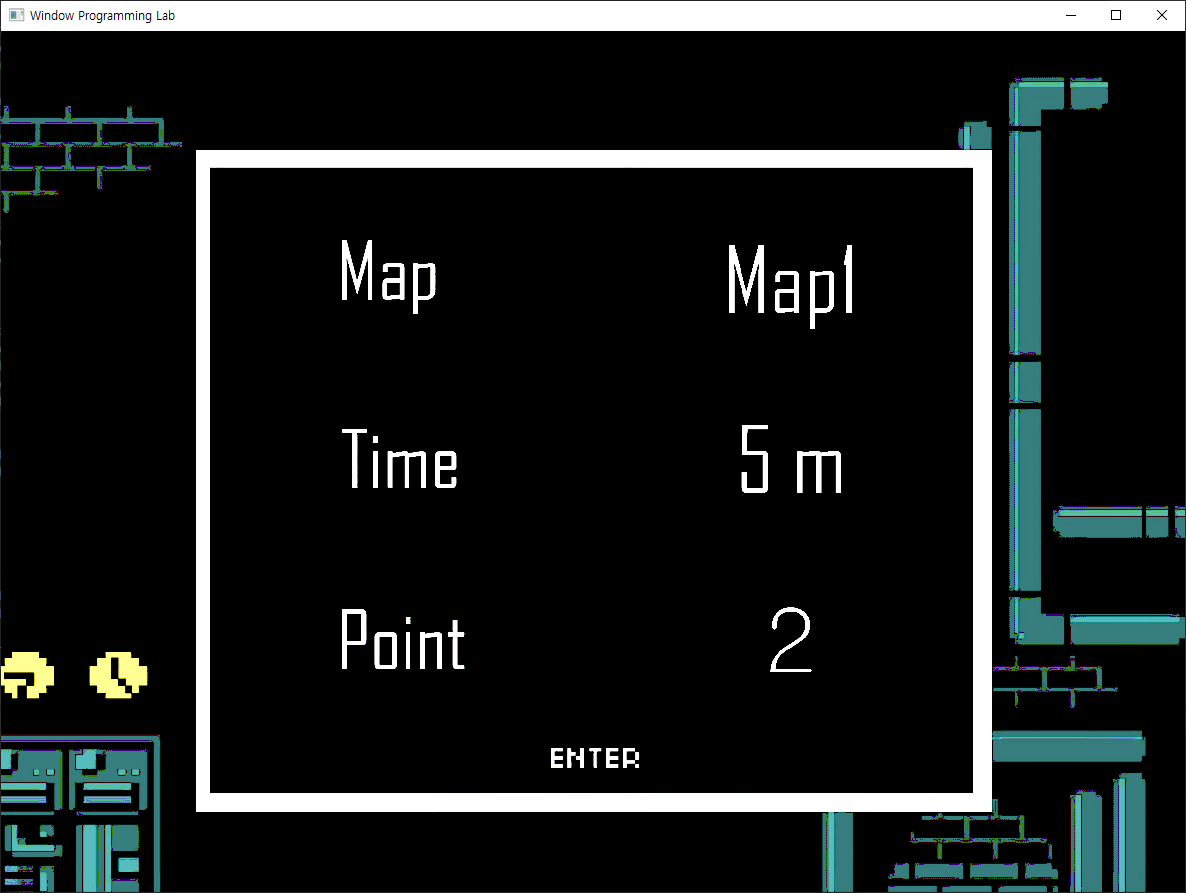 Window Programming Lab
Map Map1
Time 5 m
Point 2
ENTER